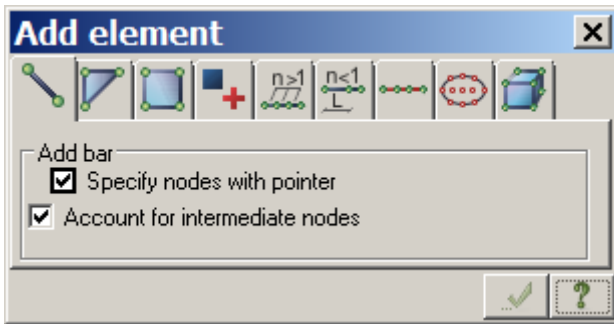 Add element
n>1
n<1
L
Add bar
Specify nodes with pointer
Account for intermediate nodes
?